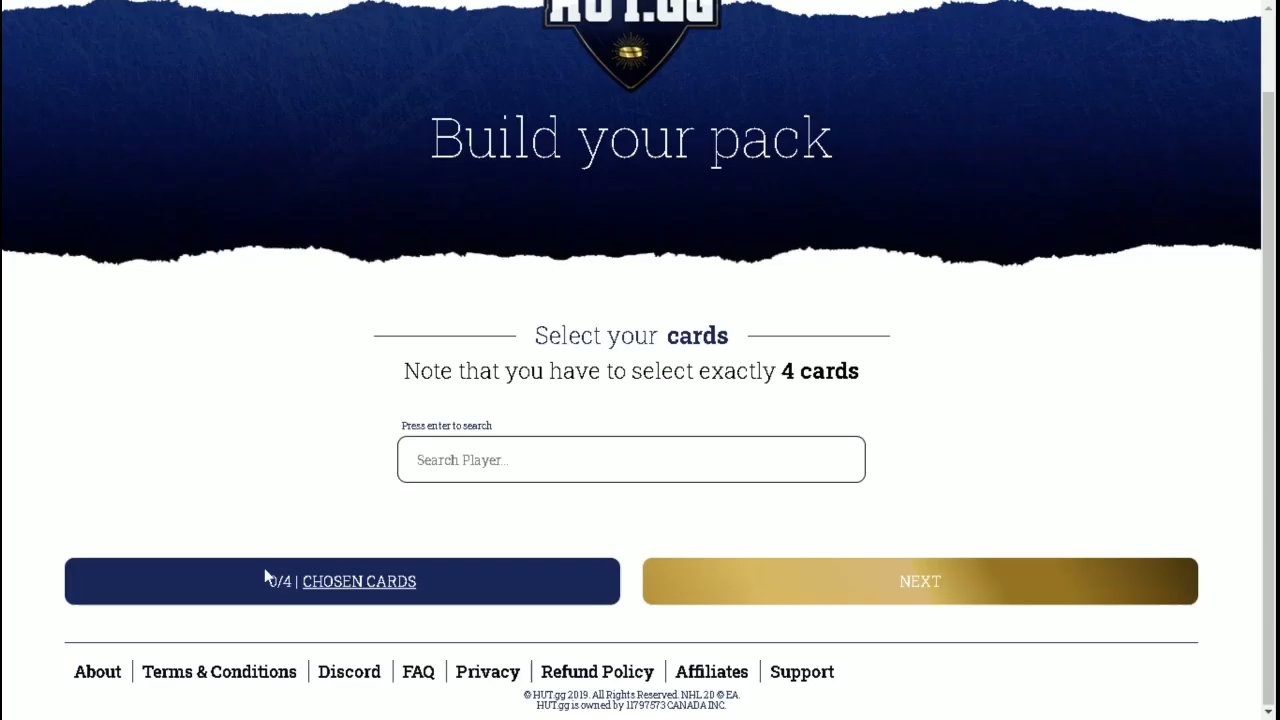 HUT.GG
Build your pack
Select your cards
Note that you have to select exactly 4 cards
Press enter to search
Search Player...
0/4 | CHOSEN CARDS
NEXT
About | Terms & Conditions | Discord | FAQ | Privacy | Refund Policy | Affiliates | Support
© HUT.gg 2019. All Rights Reserved. NHL 20 © EA.
HUT.gg is owned by 11797573 CANADA INC.